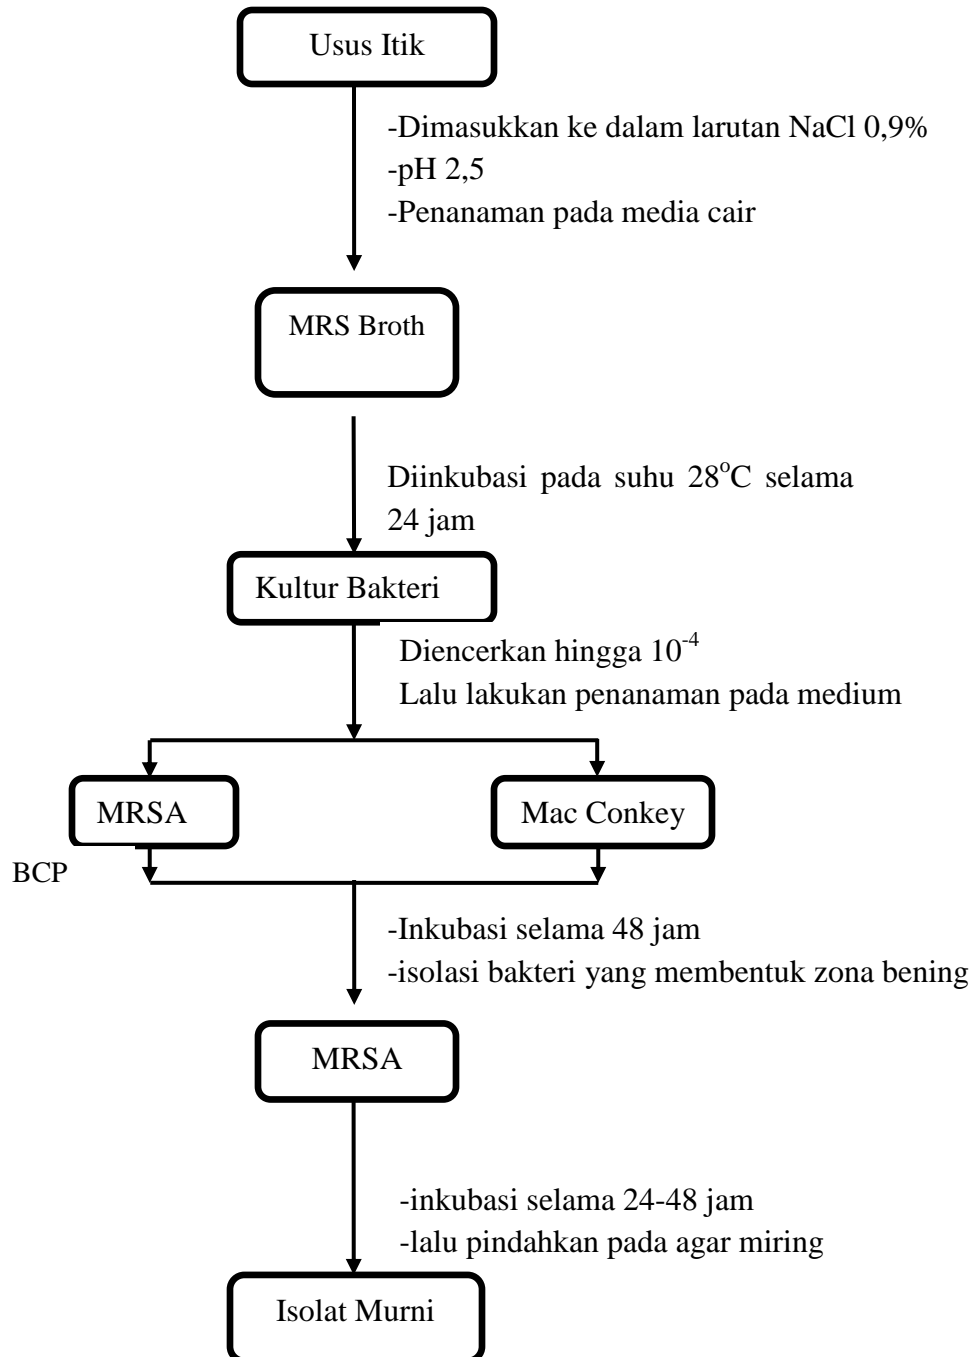 Usus Itik
-Dimasukkan ke dalam larutan NaCl 0,9%
-pH 2,5
-Penanaman pada media cair
MRS Broth
Diinkubasi pada suhu 28°C selama
24 jam
Kultur Bakteri
Diencerkan hingga 10⁻⁴
Lalu lakukan penanaman pada medium
MRSA
Mac Conkey
BCP
-Inkubasi selama 48 jam
-isolasi bakteri yang membentuk zona bening
MRSA
-inkubasi selama 24-48 jam
-lalu pindahkan pada agar miring
Isolat Murni